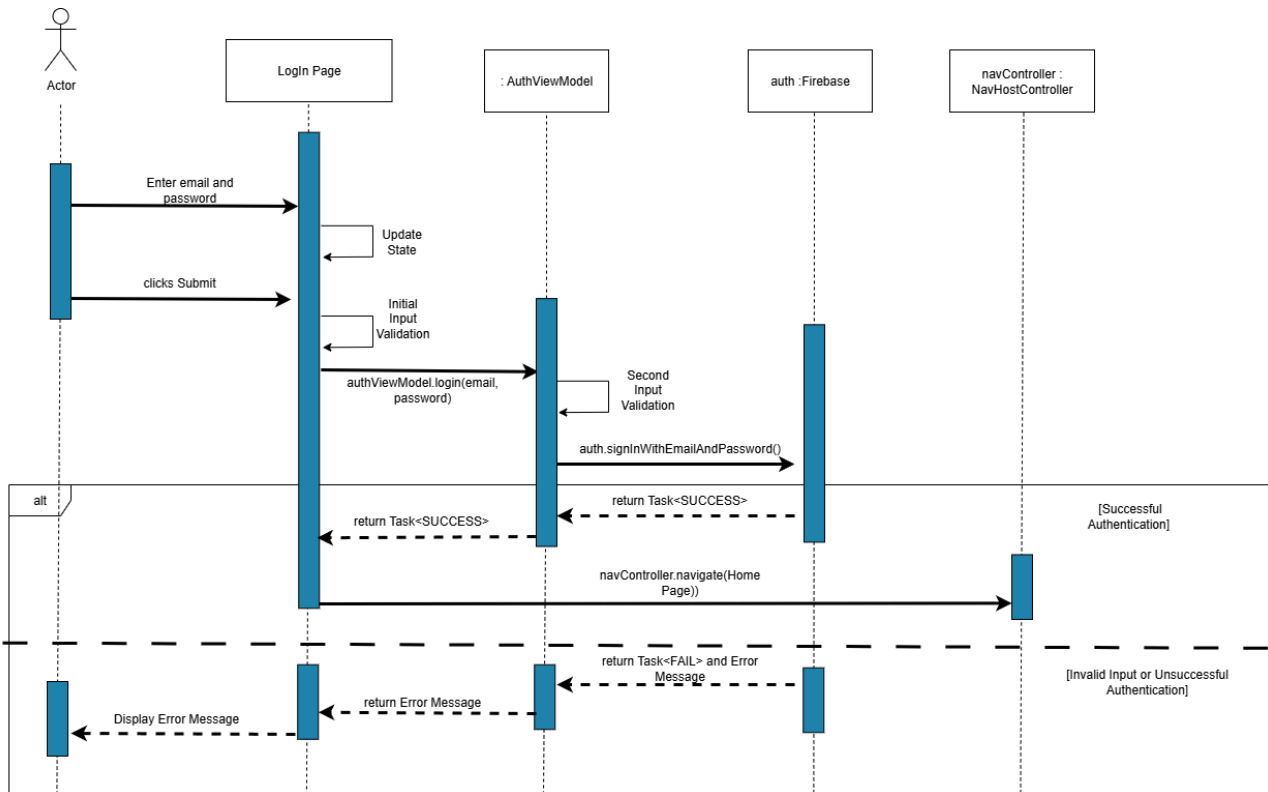 Actor
LogIn Page
: AuthViewModel
auth :Firebase
navController :
NavHostController
Enter email and
password
Update
State
clicks Submit
Initial
Input
Validation
authViewModel.login(email,
password)
Second
Input
Validation
auth.signInWithEmailAndPassword()
alt
return Task<SUCCESS>
return Task<SUCCESS>
[Successful
Authentication]
navController.navigate(Home
Page))
return Task<FAIL> and Error
Message
[Invalid Input or Unsuccessful
Authentication]
return Error Message
Display Error Message